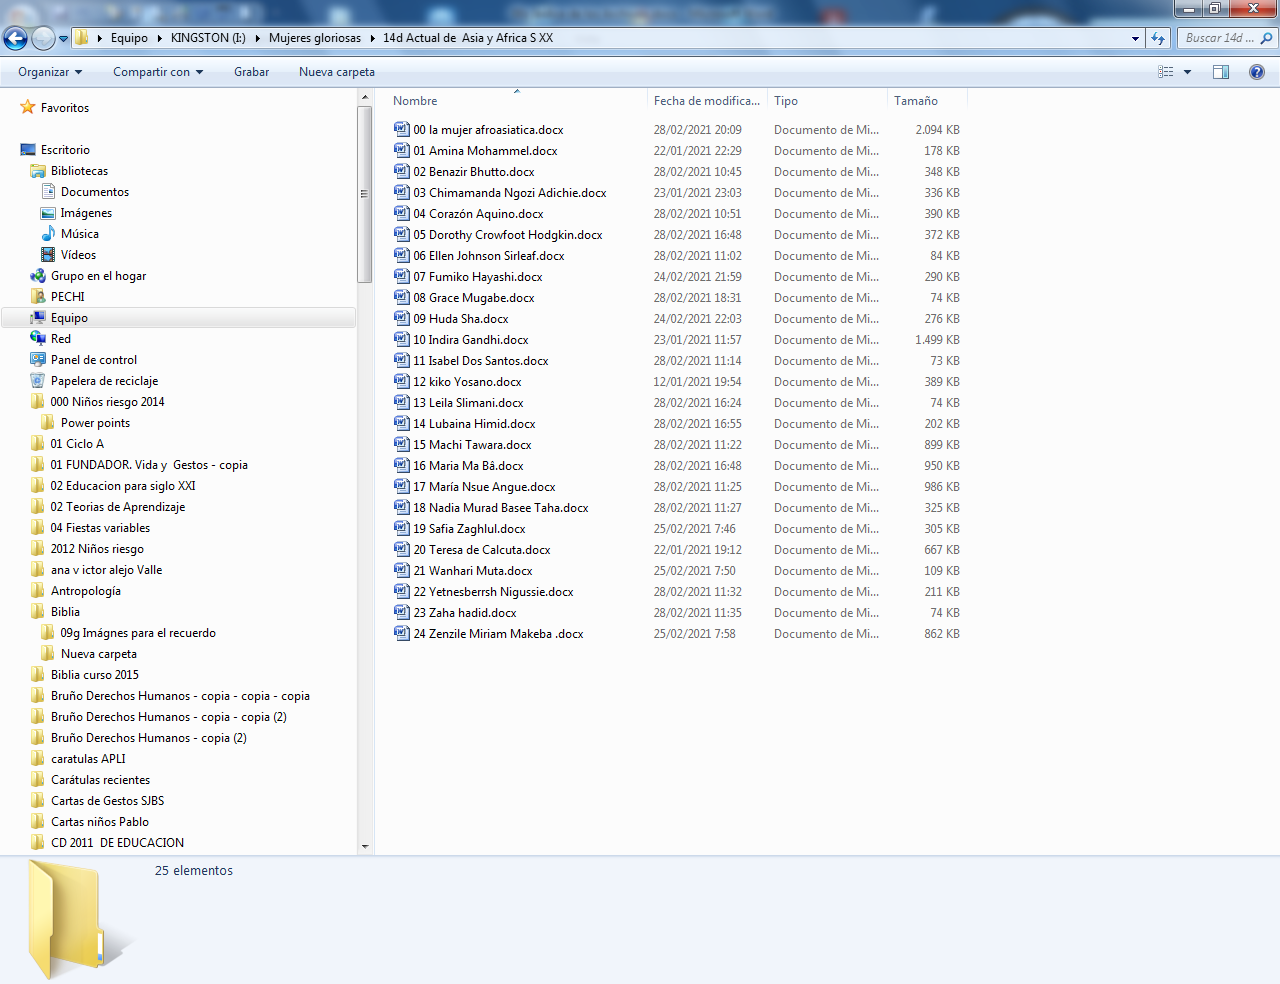 Equipo ▸ KINGSTON (I:) ▸ Mujeres gloriosas ▸ 14d Actual de  Asia y Africa S XX
Buscar 14d ...
Organizar
Compartir con
Grabar
Nueva carpeta
Favoritos
Escritorio
Bibliotecas
Documentos
Imágenes
Música
Vídeos
Grupo en el hogar
PECHI
Equipo
Red
Panel de control
Papelera de reciclaje
000 Niños riesgo 2014
Power points
01 Ciclo A
01 FUNDADOR. Vida y  Gestos - copia
02 Educacion para siglo XXI
02 Teorias de Aprendizaje
04 Fiestas variables
2012 Niños riesgo
ana v ictor alejo Valle
Antropología
Biblia
09g Imágnes para el recuerdo
Nueva carpeta
Biblia curso 2015
Bruño Derechos Humanos - copia - copia - copia
Bruño Derechos Humanos - copia - copia (2)
Bruño Derechos Humanos - copia (2)
caratulas APLI
Carátulas recientes
Cartas de Gestos SJBS
Cartas niños Pablo
CD 2011  DE EDUCACION
Nombre Fecha de modifica... Tipo Tamaño
00 la mujer afroasiatica.docx 28/02/2021 20:09 Documento de Mi... 2.094 KB
01 Amina Mohammel.docx 22/01/2021 22:29 Documento de Mi... 178 KB
02 Benazir Bhutto.docx 28/02/2021 10:45 Documento de Mi... 348 KB
03 Chimamanda Ngozi Adichie.docx 23/01/2021 23:03 Documento de Mi... 336 KB
04 Corazón Aquino.docx 28/02/2021 10:51 Documento de Mi... 390 KB
05 Dorothy Crowfoot Hodgkin.docx 28/02/2021 16:48 Documento de Mi... 372 KB
06 Ellen Johnson Sirleaf.docx 28/02/2021 11:02 Documento de Mi... 84 KB
07 Fumiko Hayashi.docx 24/02/2021 21:59 Documento de Mi... 290 KB
08 Grace Mugabe.docx 28/02/2021 18:31 Documento de Mi... 74 KB
09 Huda Sha.docx 24/02/2021 22:03 Documento de Mi... 276 KB
10 Indira Gandhi.docx 23/01/2021 11:57 Documento de Mi... 1.499 KB
11 Isabel Dos Santos.docx 28/02/2021 11:14 Documento de Mi... 73 KB
12 kiko Yosano.docx 12/01/2021 19:54 Documento de Mi... 389 KB
13 Leila Slimani.docx 28/02/2021 16:24 Documento de Mi... 74 KB
14 Lubaina Himid.docx 28/02/2021 16:55 Documento de Mi... 202 KB
15 Machi Tawara.docx 28/02/2021 11:22 Documento de Mi... 899 KB
16 Maria Ma Bâ.docx 28/02/2021 16:48 Documento de Mi... 950 KB
17 María Nsue Angue.docx 28/02/2021 11:25 Documento de Mi... 986 KB
18 Nadia Murad Basee Taha.docx 28/02/2021 11:27 Documento de Mi... 325 KB
19 Safia Zaghlul.docx 25/02/2021 7:46 Documento de Mi... 305 KB
20 Teresa de Calcuta.docx 22/01/2021 19:12 Documento de Mi... 667 KB
21 Wanhari Muta.docx 25/02/2021 7:50 Documento de Mi... 109 KB
22 Yetnesberrsh Nigussie.docx 28/02/2021 11:32 Documento de Mi... 211 KB
23 Zaha hadid.docx 28/02/2021 11:35 Documento de Mi... 74 KB
24 Zenzile Miriam Makeba .docx 25/02/2021 7:58 Documento de Mi... 862 KB
25 elementos